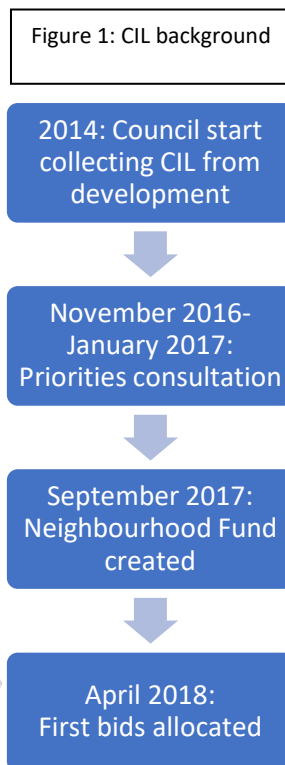 Figure 1: CIL background
2014: Council start
collecting CIL from
development
November 2016-
January 2017:
Priorities consultation
September 2017:
Neighbourhood Fund
created
April 2018:
First bids allocated